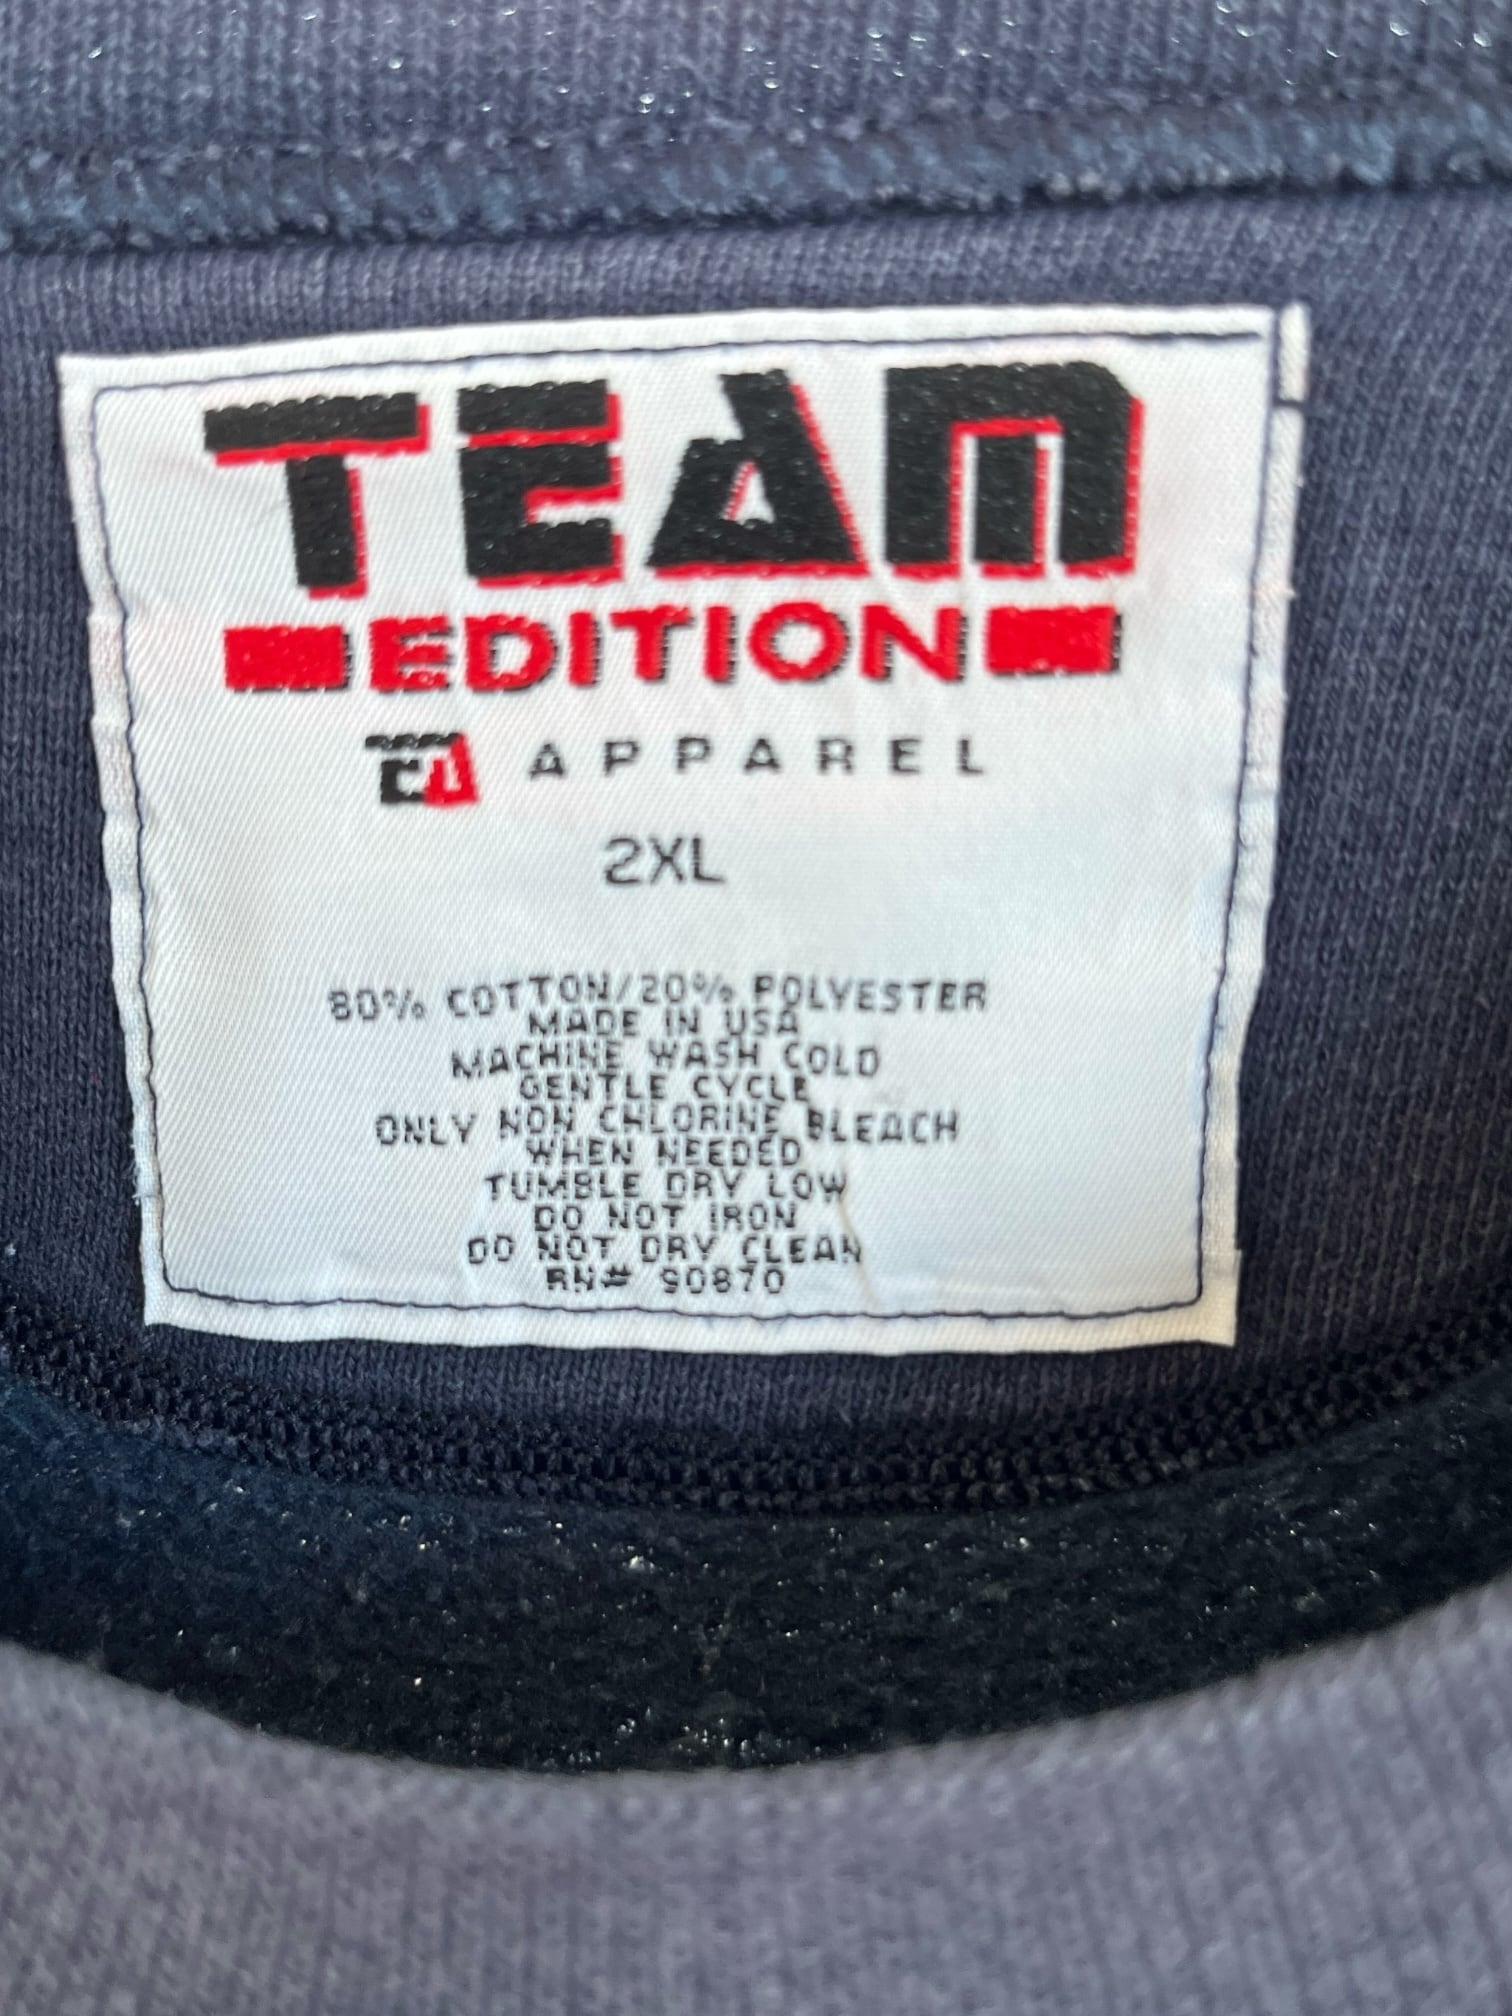 TEAM
EDITION
TEA APPAREL
2XL
80% COTTON/20% POLYESTER
MADE IN USA
MACHINE WASH COLD
GENTLE CYCLE
ONLY NON CHLORINE BLEACH
WHEN NEEDED
TUMBLE DRY LOW
DO NOT IRON
DO NOT DRY CLEAN
RN# 90870